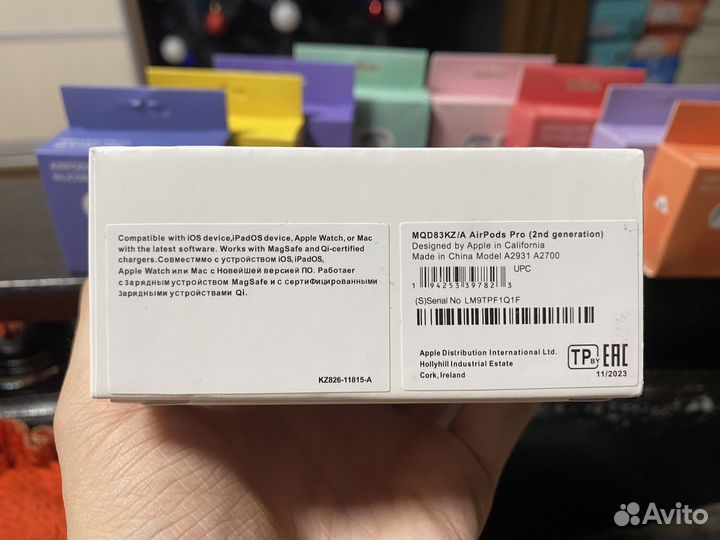 Compatible with iOS device,iPadOS device, Apple Watch, or Mac
with the latest software. Works with MagSafe and Qi-certified
chargers.Совместммо с устройством iOS, iPadOS,
Apple Watch или Mac с Новейшей версией ПО. Работает
с зарядным устройством MagSafe и с сертиФицированными
зарядными устройствами Qi.
KZ826-11815-A
MQD83KZ/A AirPods Pro (2nd generation)
Designed by Apple in California
Made in China Model A2931 A2700
UPC
1 94253 39782 3
(S)Serial No LM9TPF1Q1F
Apple Distribution International Ltd.
Hollyhill Industrial Estate
Cork, Ireland
TP BY EAC
11/2023
Avito